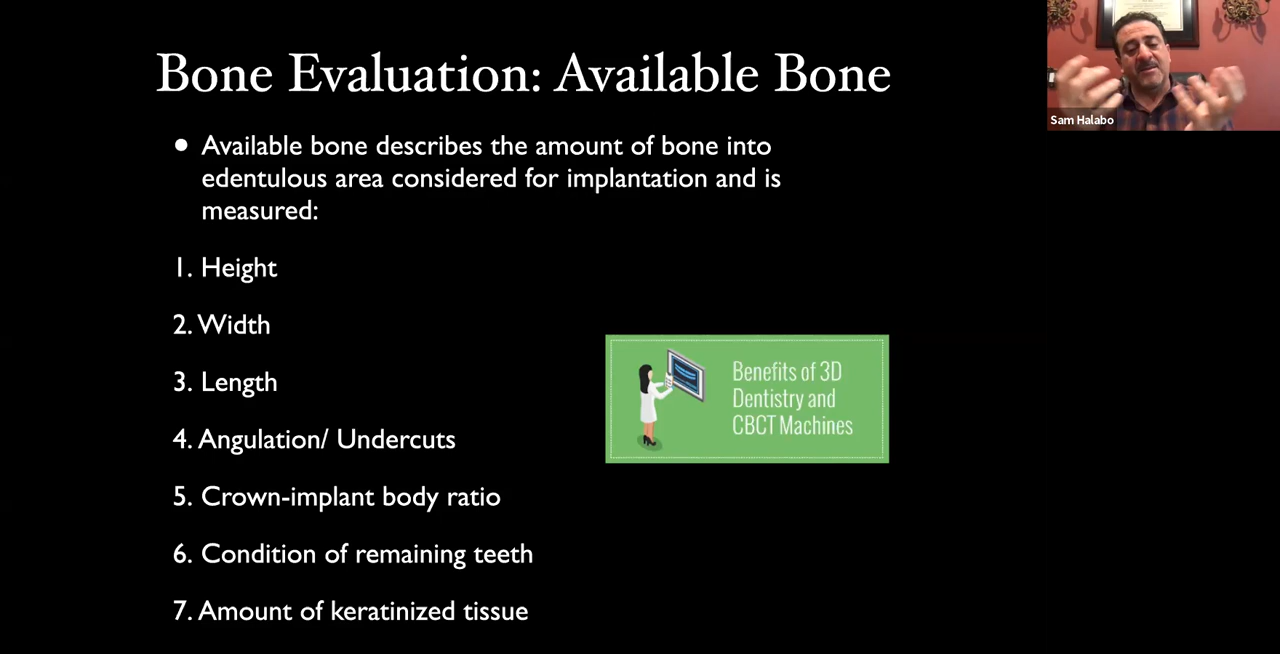 Bone Evaluation: Available Bone
Sam Halabo
• Available bone describes the amount of bone into
edentulous area considered for implantation and is
measured:
1. Height
2. Width
3. Length
4. Angulation/ Undercuts
5. Crown-implant body ratio
6. Condition of remaining teeth
7. Amount of keratinized tissue
Benefits of 3D
Dentistry and
CBCT Machines